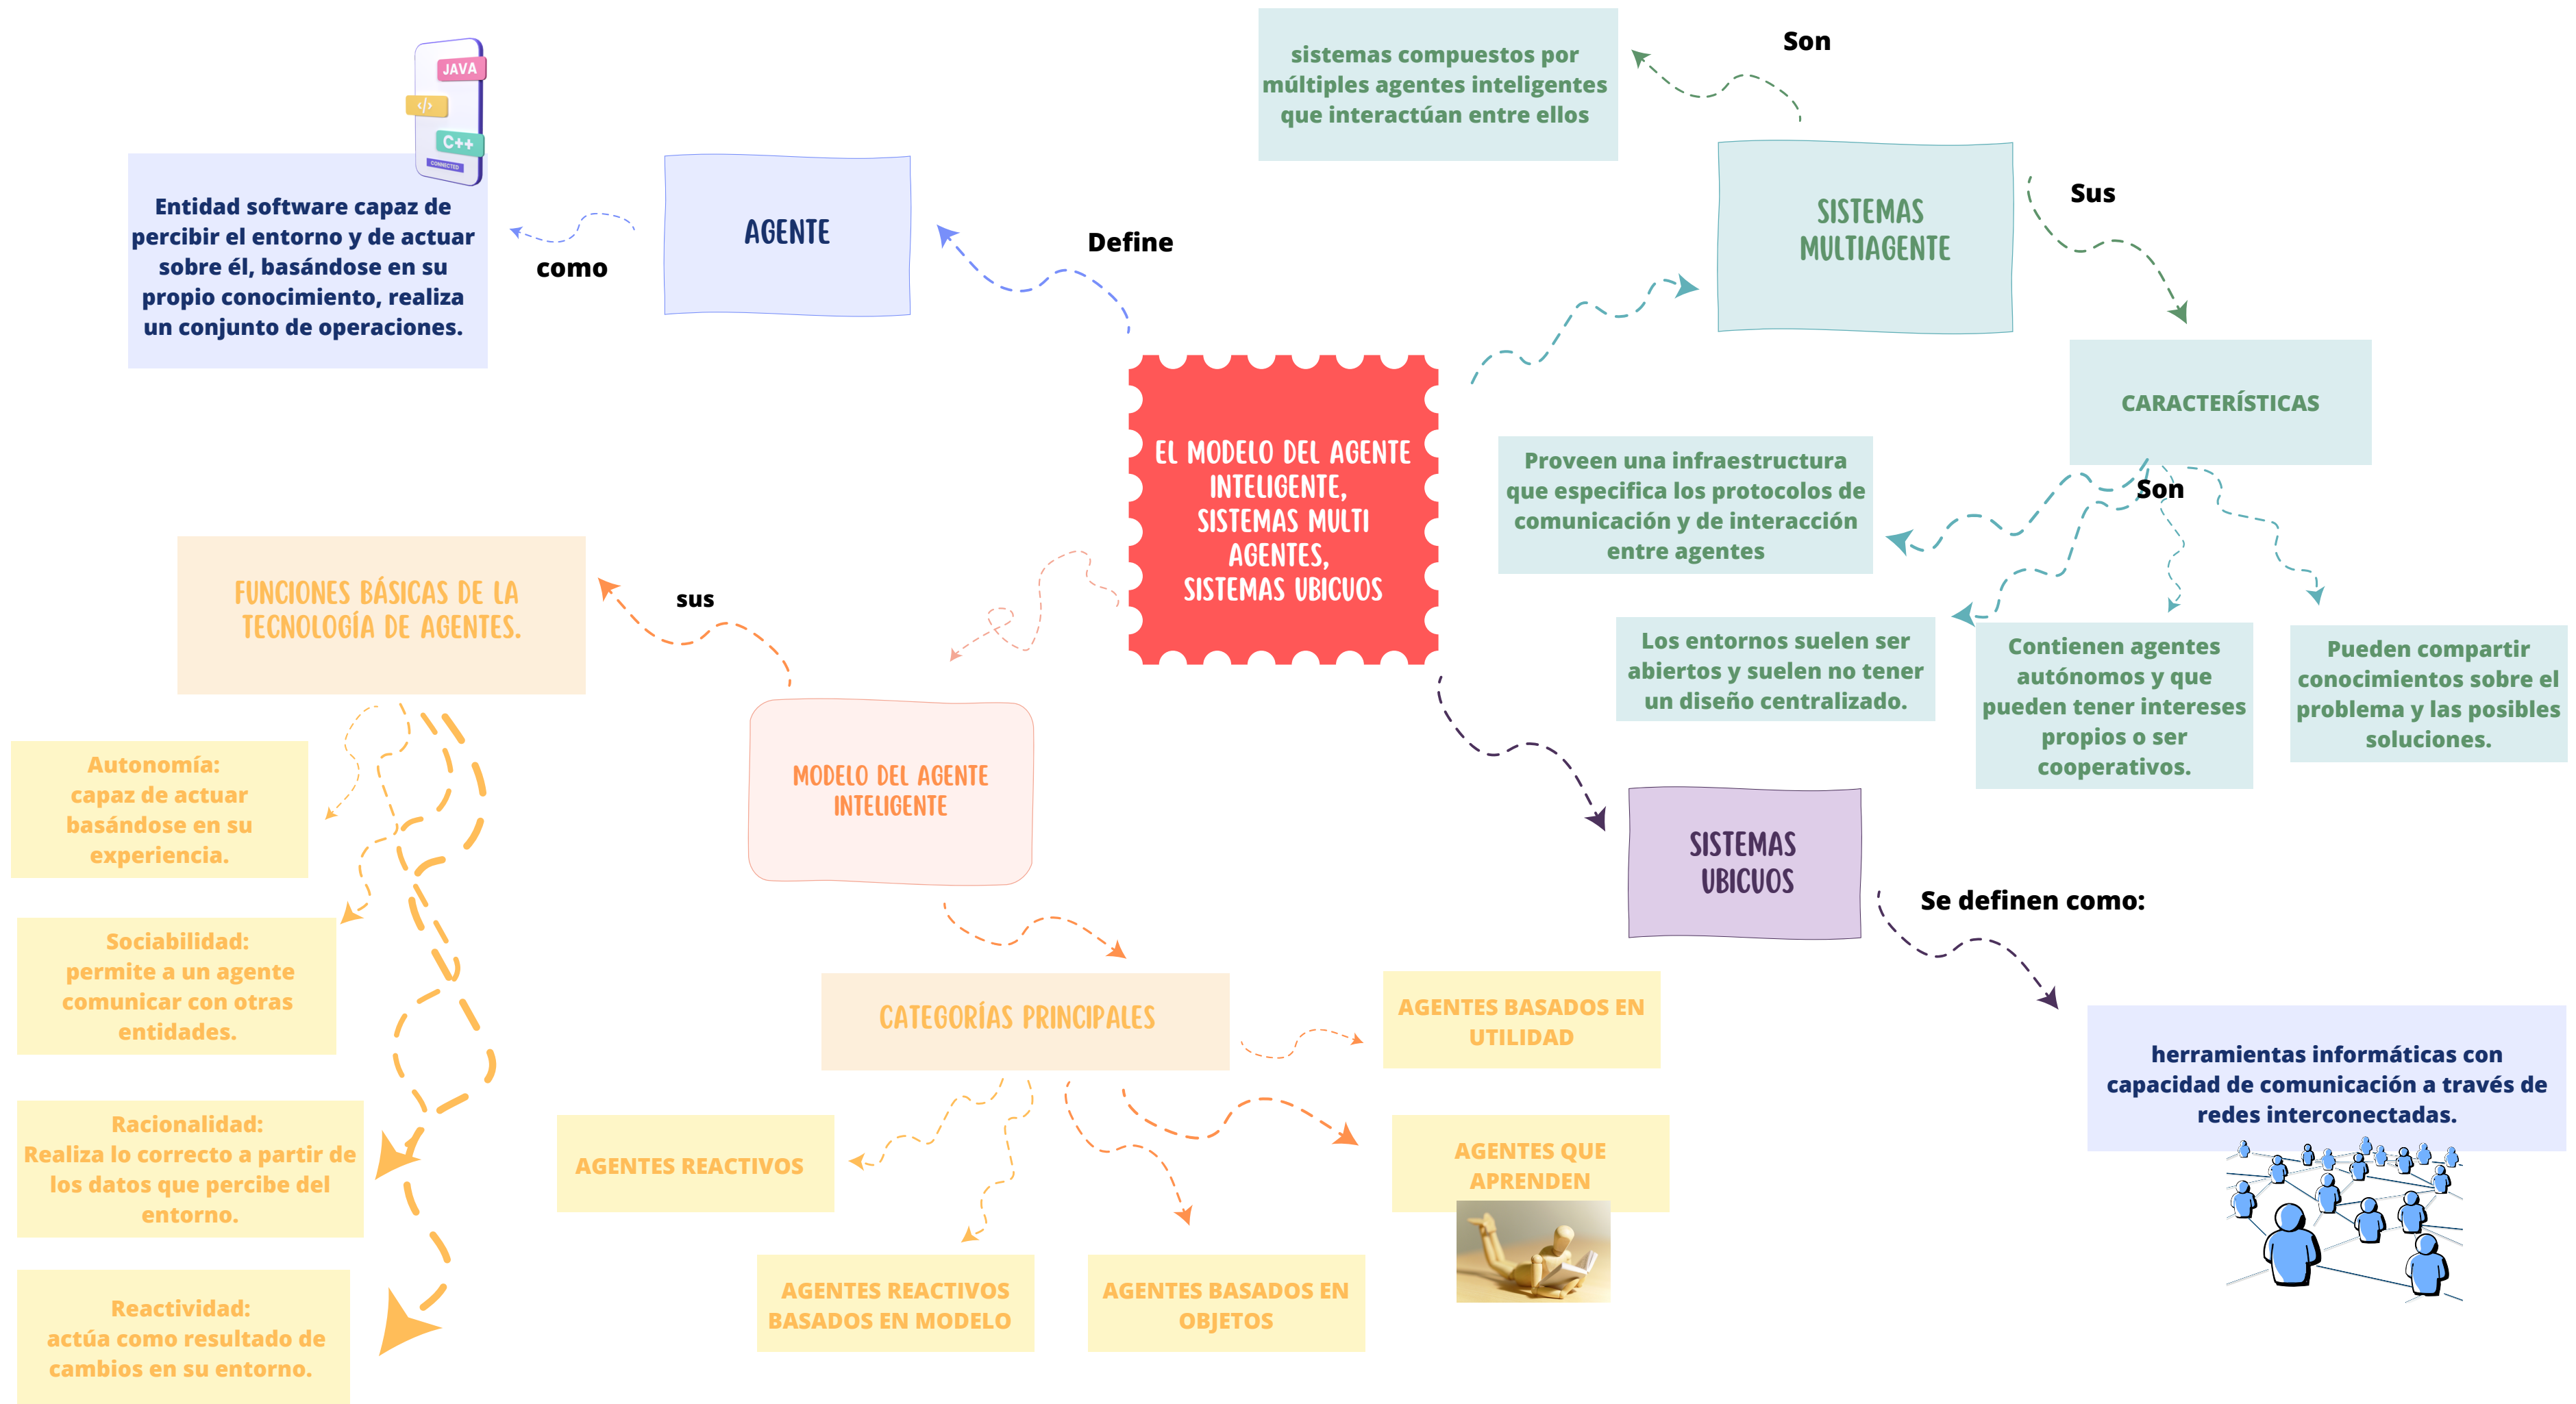 JAVA
</>
C++
CONNECTED
Entidad software capaz de
percibir el entorno y de actuar
sobre él, basándose en su
propio conocimiento, realiza
un conjunto de operaciones.
como
AGENTE
Define
sistemas compuestos por
múltiples agentes inteligentes
que interactúan entre ellos
Son
SISTEMAS
MULTIAGENTE
Sus
CARACTERÍSTICAS
Son
Proveen una infraestructura
que especifica los protocolos de
comunicación y de interacción
entre agentes
Los entornos suelen ser
abiertos y suelen no tener
un diseño centralizado.
Contienen agentes
autónomos y que
pueden tener intereses
propios o ser
cooperativos.
Pueden compartir
conocimientos sobre el
problema y las posibles
soluciones.
EL MODELO DEL AGENTE
INTELIGENTE,
SISTEMAS MULTI
AGENTES,
SISTEMAS UBICUOS
FUNCIONES BÁSICAS DE LA
TECNOLOGÍA DE AGENTES.
sus
MODELO DEL AGENTE
INTELIGENTE
Autonomía:
capaz de actuar
basándose en su
experiencia.
Sociabilidad:
permite a un agente
comunicar con otras
entidades.
Racionalidad:
Realiza lo correcto a partir de
los datos que percibe del
entorno.
Reactividad:
actúa como resultado de
cambios en su entorno.
CATEGORÍAS PRINCIPALES
AGENTES BASADOS EN
UTILIDAD
AGENTES REACTIVOS
AGENTES QUE
APRENDEN
AGENTES REACTIVOS
BASADOS EN MODELO
AGENTES BASADOS EN
OBJETOS
SISTEMAS
UBICUOS
Se definen como:
herramientas informáticas con
capacidad de comunicación a través de
redes interconectadas.